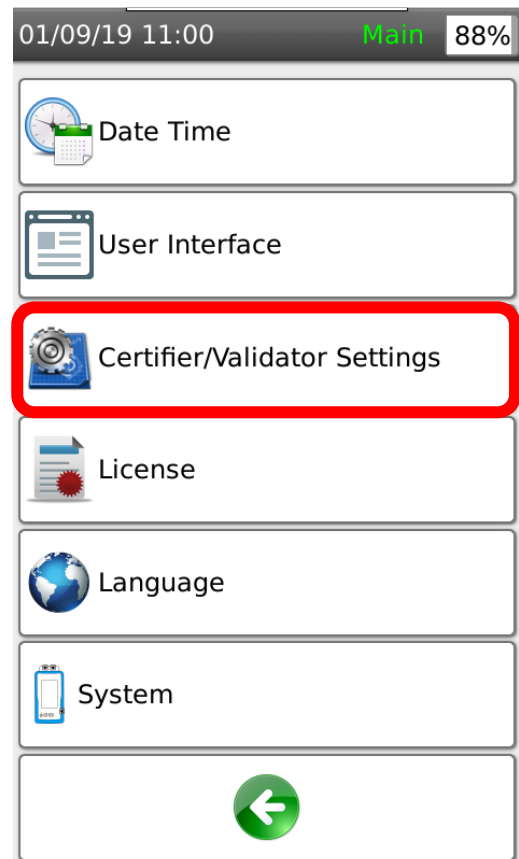 01/09/19 11:00 Main 88%
Date Time
User Interface
Certifier/Validator Settings
License
Language
System